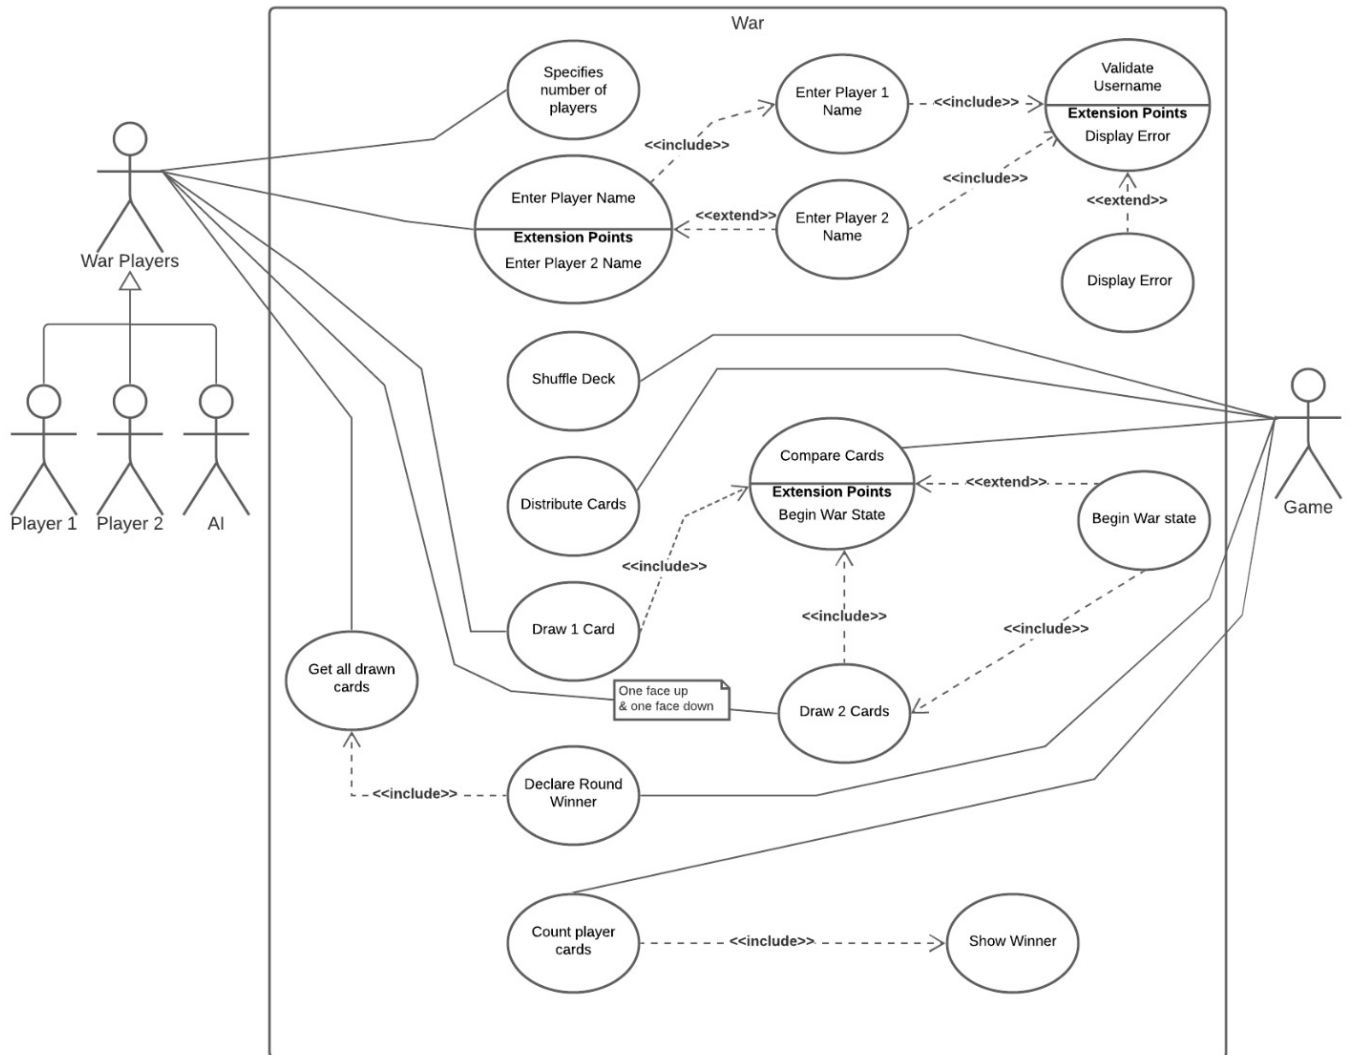 War
Specifies
number of
players
Enter Player 1
Name
<<include>>
Validate
Username
Extension Points
Display Error
<<include>>
Enter Player Name
Extension Points
Enter Player 2 Name
<<extend>>
Enter Player 2
Name
<<include>>
<<extend>>
Display Error
War Players
Player 1
Player 2
AI
Shuffle Deck
Distribute Cards
Compare Cards
Extension Points
Begin War State
<<extend>>
Begin War state
Game
<<include>>
Draw 1 Card
<<include>>
<<include>>
Get all drawn
cards
One face up
& one face down
Draw 2 Cards
<<include>>
Declare Round
Winner
Count player
cards
<<include>>
Show Winner